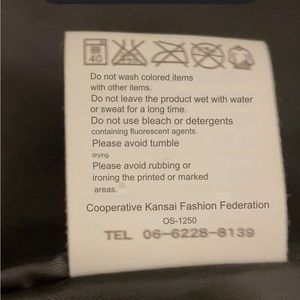 40
Do not wash colored items
with other items.
Do not leave the product wet with water
or sweat for a long time.
Do not use bleach or detergents
containing fluorescent agents.
Please avoid tumble
drying.
Please avoid rubbing or
ironing the printed or marked
areas.
Cooperative Kansai Fashion Federation
OS-1250
TEL 06-6228-8139